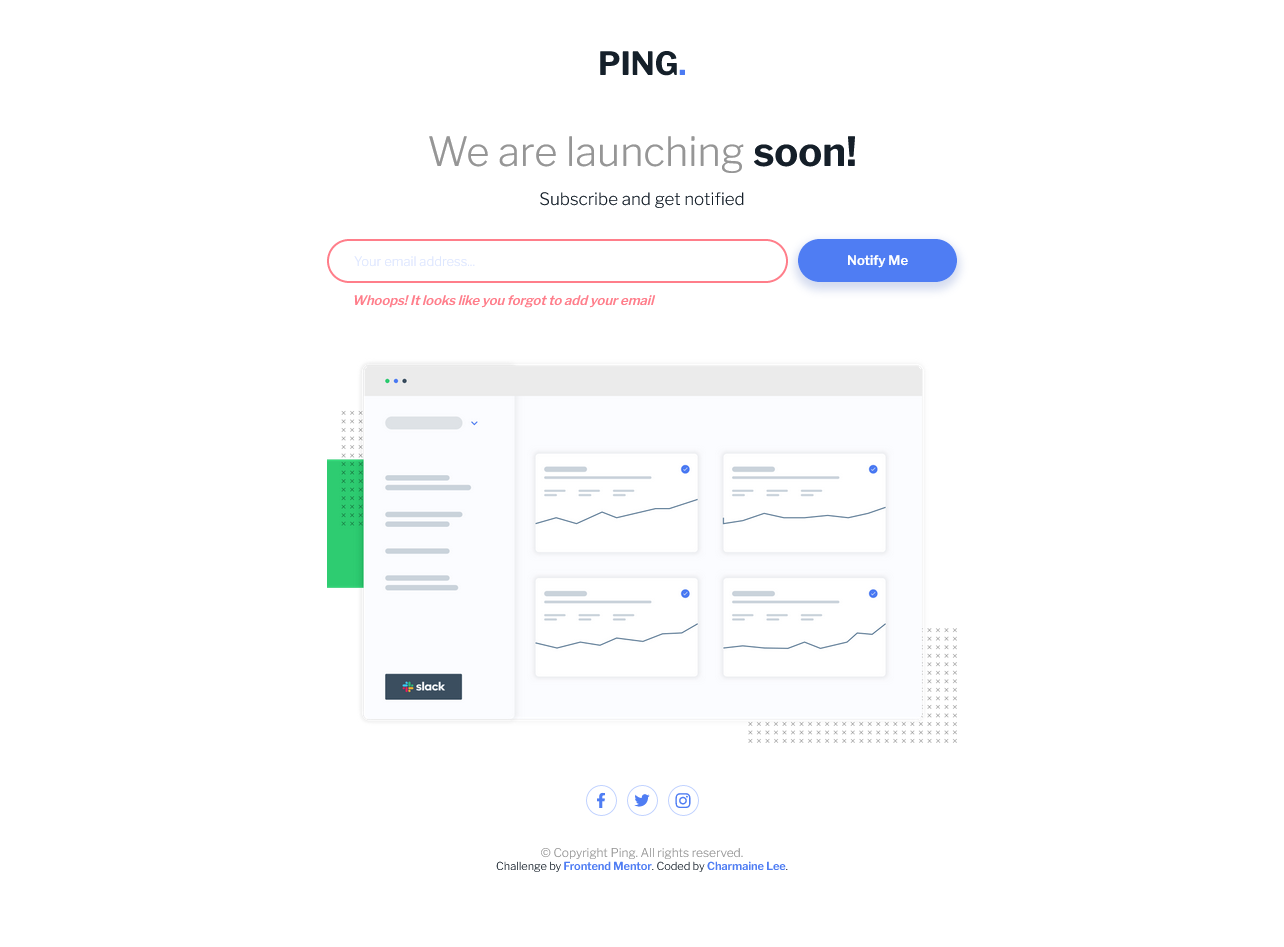 PING.
We are launching soon!
Subscribe and get notified
Your email address...
Notify Me
Whoops! It looks like you forgot to add your email
slack
© Copyright Ping. All rights reserved.
Challenge by Frontend Mentor. Coded by Charmaine Lee.